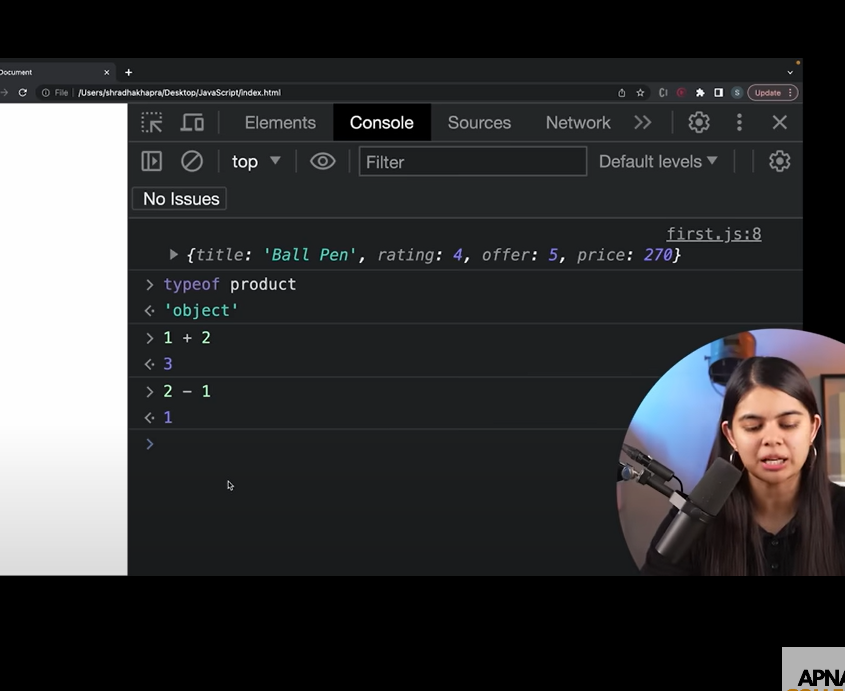 Document
File /Users/shradhakhapra/Desktop/JavaScript/index.html S Update
Elements Console Sources Network
top Filter Default levels
No Issues
first.js:8
{title: 'Ball Pen', rating: 4, offer: 5, price: 270}
typeof product
'object'
1 + 2
3
2 - 1
1
APNA